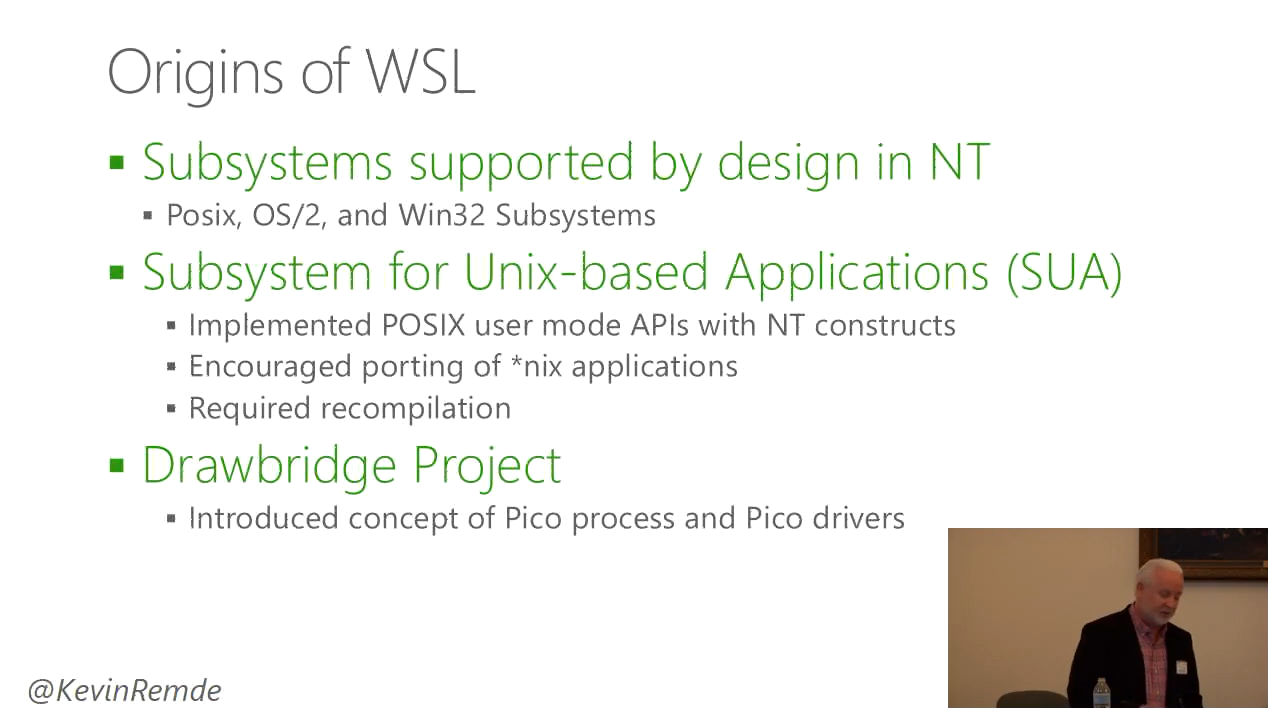 Origins of WSL
Subsystems supported by design in NT
Posix, OS/2, and Win32 Subsystems
Subsystem for Unix-based Applications (SUA)
Implemented POSIX user mode APIs with NT constructs
Encouraged porting of *nix applications
Required recompilation
Drawbridge Project
Introduced concept of Pico process and Pico drivers
@KevinRemde